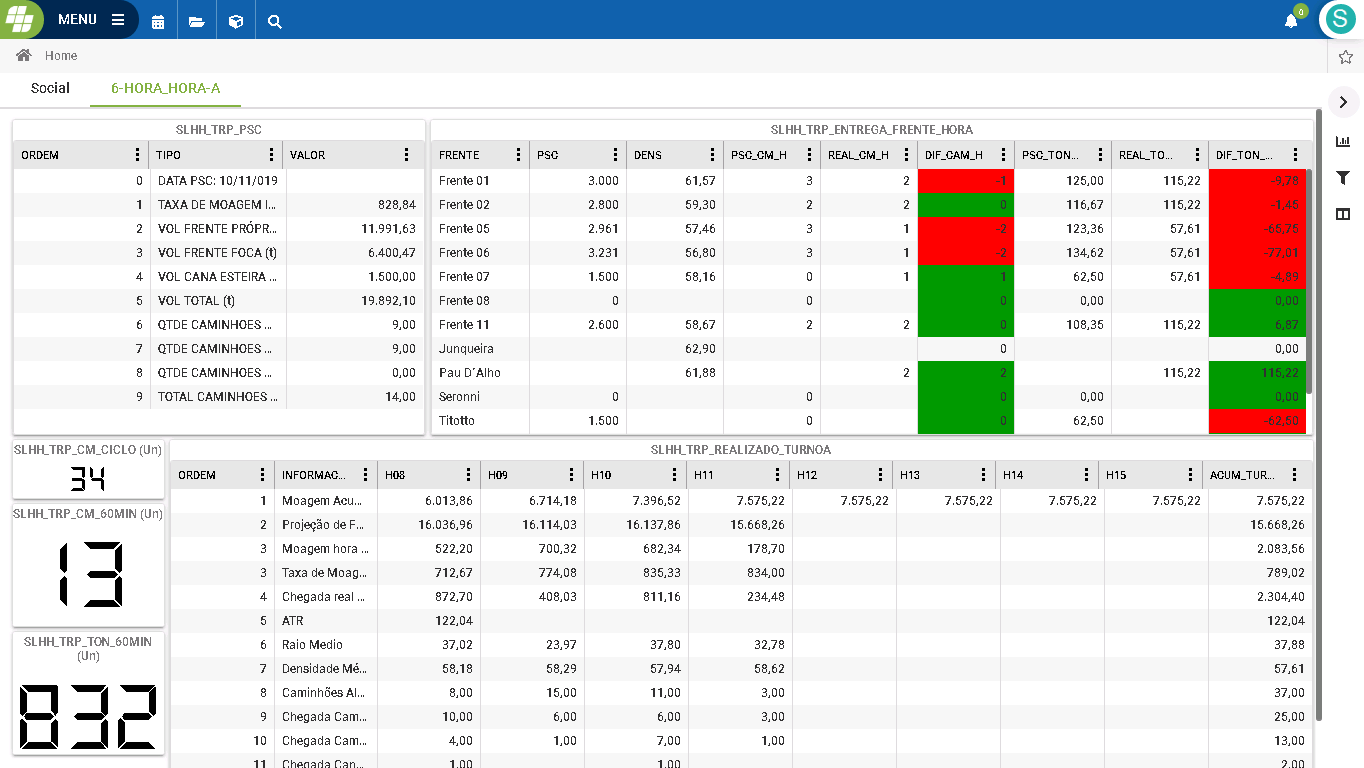 MENU
0
S
Home
Social 6-HORA_HORA-A
SLHH_TRP_PSC
ORDEM TIPO VALOR
0 DATA PSC: 10/11/019
1 TAXA DE MOAGEM I... 828,84
2 VOL FRENTE PRÓPR... 11.991,63
3 VOL FRENTE FOCA (t) 6.400,47
4 VOL CANA ESTEIRA ... 1.500,00
5 VOL TOTAL (t) 19.892,10
6 QTDE CAMINHOES ... 9,00
7 QTDE CAMINHOES ... 9,00
8 QTDE CAMINHOES ... 0,00
9 TOTAL CAMINHOES ... 14,00
SLHH_TRP_ENTREGA_FRENTE_HORA
FRENTE PSC DENS PSC_CM_H REAL_CM_H DIF_CAM_H PSC_TON... REAL_TO... DIF_TON_...
Frente 01 3.000 61,57 3 2 -1 125,00 115,22 -9,78
Frente 02 2.800 59,30 2 2 0 116,67 115,22 -1,45
Frente 05 2.961 57,46 3 1 -2 123,36 57,61 -65,75
Frente 06 3.231 56,80 3 1 -2 134,62 57,61 -77,01
Frente 07 1.500 58,16 0 1 1 62,50 57,61 -4,89
Frente 08 0 0 0 0,00 0,00
Frente 11 2.600 58,67 2 2 0 108,35 115,22 6,87
Junqueira 62,90 0 0,00
Pau D´Alho 61,88 2 2 115,22 115,22
Seronni 0 0 0 0,00 0,00
Titotto 1.500 0 0 62,50 62,50
SLHH_TRP_CM_CICLO (Un)
34
SLHH_TRP_CM_60MIN (Un)
13
SLHH_TRP_TON_60MIN
(Un)
832
SLHH_TRP_REALIZADO_TURNOA
ORDEM INFORMAC... H08 H09 H10 H11 H12 H13 H14 H15 ACUM_TUR...
1 Moagem Acu... 6.013,86 6.714,18 7.396,52 7.575,22 7.575,22 7.575,22 7.575,22 7.575,22 7.575,22
2 Projeção de F... 16.036,96 16.114,03 16.137,86 15.668,26 15.668,26
3 Moagem hora ... 522,20 700,32 682,34 178,70 2.083,56
3 Taxa de Moag... 712,67 774,08 835,33 834,00 789,02
4 Chegada real ... 872,70 408,03 811,16 234,48 2.304,40
5 ATR 122,04 122,04
6 Raio Medio 37,02 23,97 37,80 32,78 37,88
7 Densidade Mé... 58,18 58,29 57,94 58,62 57,61
8 Caminhões Al... 8,00 15,00 11,00 3,00 37,00
9 Chegada Cam... 10,00 6,00 6,00 3,00 25,00
10 Chegada Cam... 4,00 1,00 7,00 1,00 13,00
11 Chegada Can... 1,00 1,00 2,00